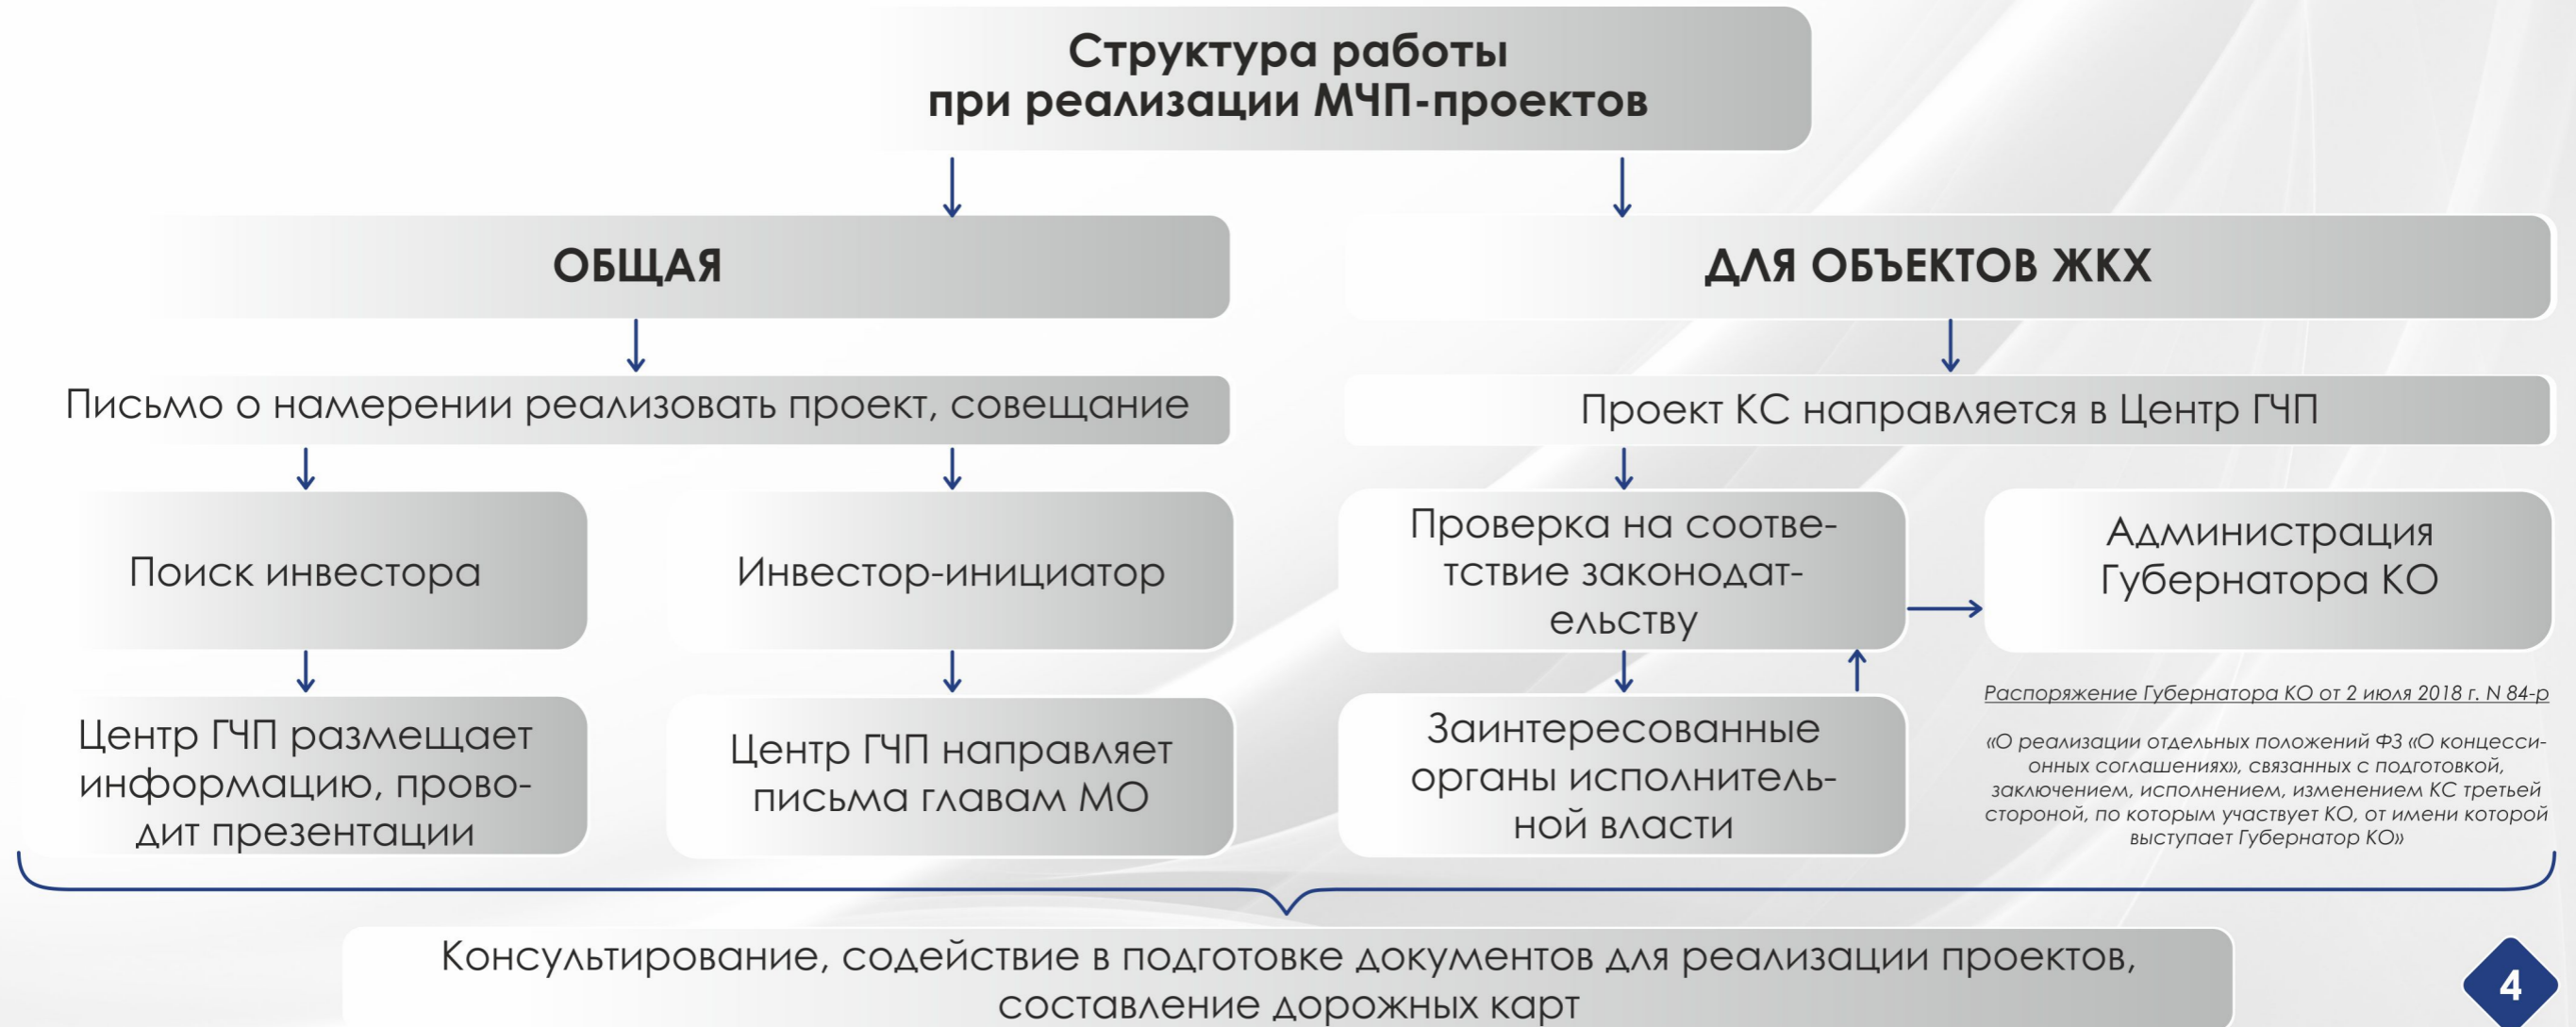 Структура работы
при реализации МЧП-проектов
ОБЩАЯ
ДЛЯ ОБЪЕКТОВ ЖКХ
Письмо о намерении реализовать проект, совещание
Проект КС направляется в Центр ГЧП
Поиск инвестора
Инвестор-инициатор
Проверка на соотве-
тствие законодат-
ельству
Администрация
Губернатора КО
Центр ГЧП размещает
информацию, прово-
дит презентации
Центр ГЧП направляет
письма главам МО
Заинтересованные
органы исполнитель-
ной власти
Распоряжение Губернатора КО от 2 июля 2018 г. N 84-р
«О реализации отдельных положений ФЗ «О концесси-
онных соглашениях», связанных с подготовкой,
заключением, исполнением, изменением КС третьей
стороной, по которым участвует КО, от имени которой
выступает Губернатор КО»
Консультирование, содействие в подготовке документов для реализации проектов,
составление дорожных карт
4